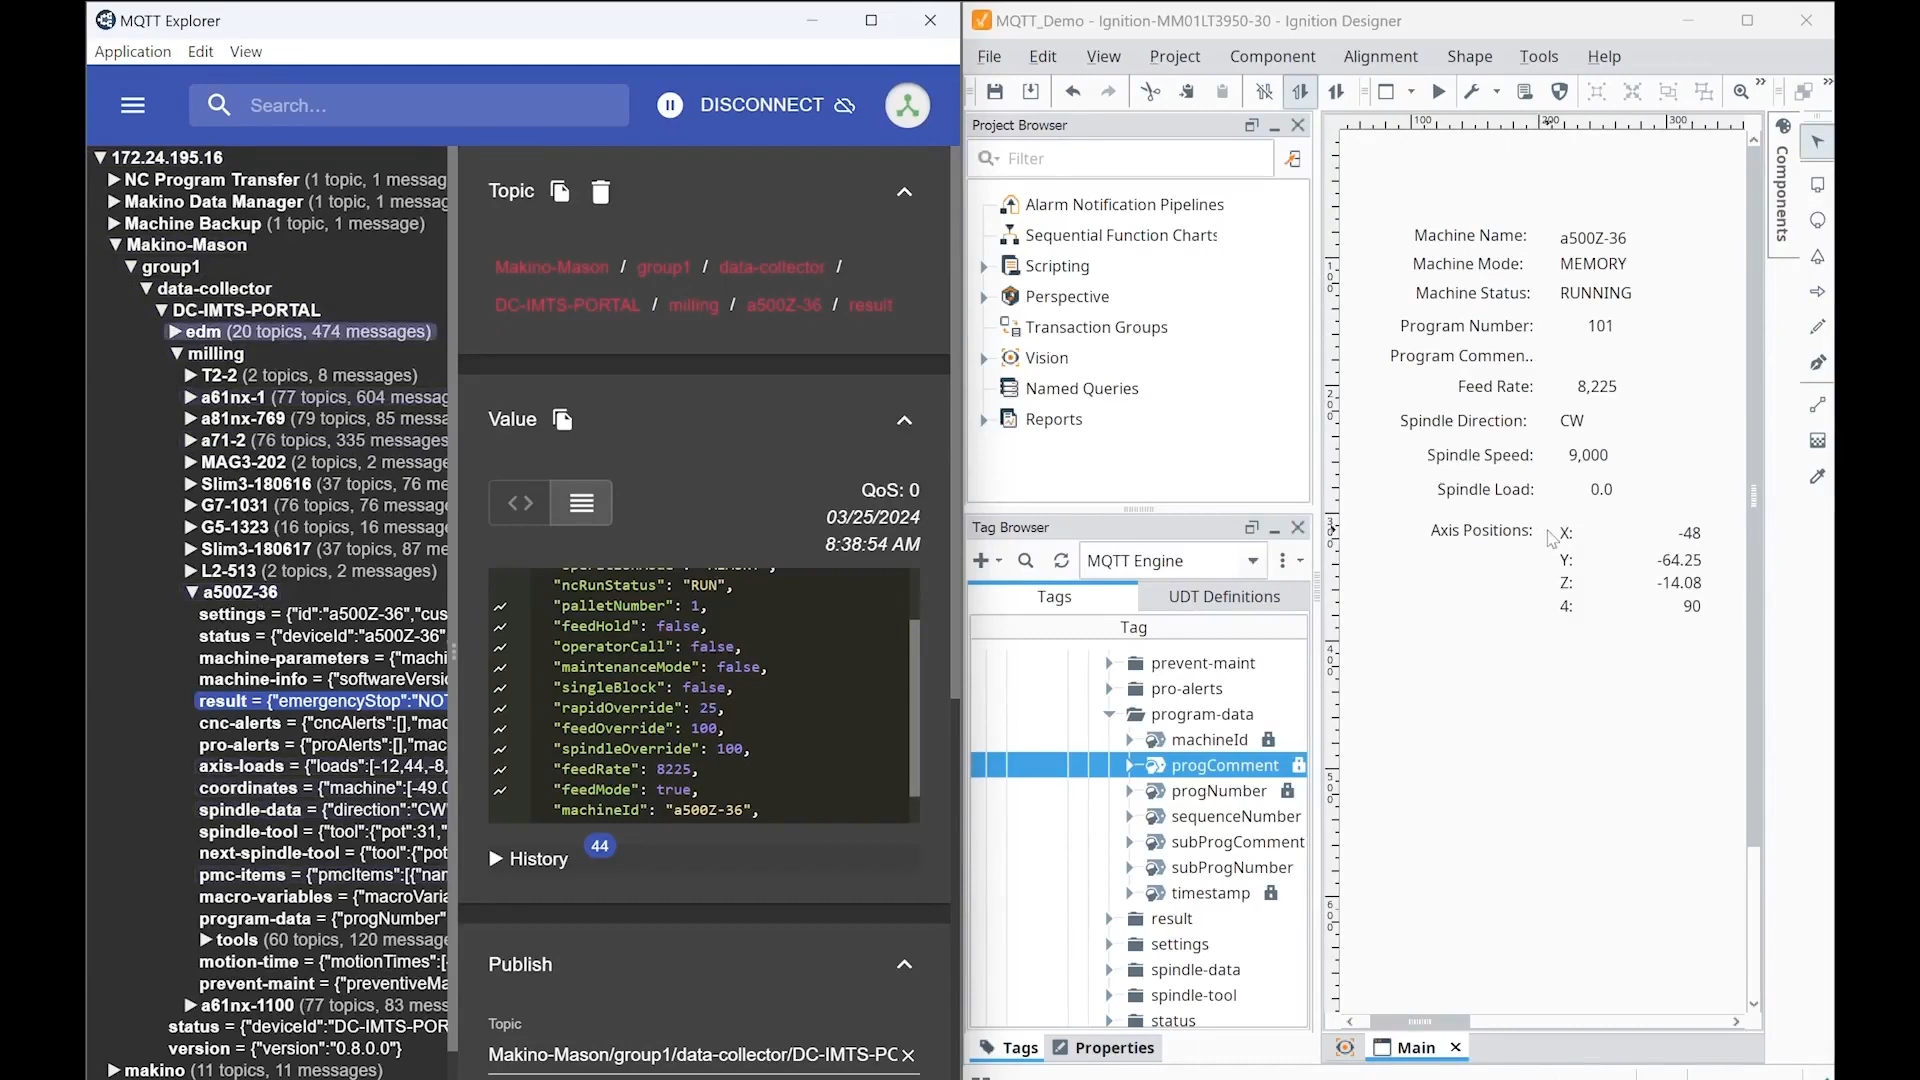 MQTT Explorer
Application Edit View
Search...
DISCONNECT
172.24.195.16
NC Program Transfer (1 topic, 1 messag
Makino Data Manager (1 topic, 1 messag
Machine Backup (1 topic, 1 message)
Makino-Mason
group1
data-collector
DC-IMTS-PORTAL
edm (20 topics, 474 messages)
milling
T2-2 (2 topics, 8 messages)
a61nx-1 (77 topics, 604 messag
a81nx-769 (79 topics, 85 messa
a71-2 (76 topics, 335 messages
MAG3-202 (2 topics, 2 message
Slim3-180616 (37 topics, 76 me
G7-1031 (76 topics, 76 message
G5-1323 (16 topics, 16 message
Slim3-180617 (37 topics, 87 me
L2-513 (2 topics, 2 messages)
a500Z-36
settings = {"id":"a500Z-36","cus
status = {"deviceId":"a500Z-36"
machine-parameters = {"machi
machine-info = {"softwareVersio
result = {"emergencyStop":"NOT
cnc-alerts = {"cncAlerts":[],"mac
pro-alerts = {"proAlerts":[],"mac
axis-loads = {"loads":[-12,44,-8,
coordinates = {"machine":[-49.0
spindle-data = {"direction":"CW"
spindle-tool = {"tool":{"pot":31,"
next-spindle-tool = {"tool":{"pot
pmc-items = {"pmcItems":[{"nar
macro-variables = {"macroVaria
program-data = {"progNumber"
tools (60 topics, 120 message
motion-time = {"motionTimes":[
prevent-maint = {"preventiveMa
a61nx-1100 (77 topics, 83 mess
status = {"deviceId":"DC-IMTS-POR
version = {"version":"0.8.0.0"}
makino (11 topics, 11 messages)
Topic
Makino-Mason / group1 / data-collector /
DC-IMTS-PORTAL / milling / a500Z-36 / result
Value
QoS: 0
03/25/2024
8:38:54 AM
"ncRunStatus": "RUN",
"palletNumber": 1,
"feedHold": false,
"operatorCall": false,
"maintenanceMode": false,
"singleBlock": false,
"rapidOverride": 25,
"feedOverride": 100,
"spindleOverride": 100,
"feedRate": 8225,
"feedMode": true,
"machineId": "a500Z-36",
History 44
Publish
Topic
Makino-Mason/group1/data-collector/DC-IMTS-PC
MQTT_Demo - Ignition-MM01LT3950-30 - Ignition Designer
File Edit View Project Component Alignment Shape Tools Help
Project Browser
Filter
Alarm Notification Pipelines
Sequential Function Charts
Scripting
Perspective
Transaction Groups
Vision
Named Queries
Reports
Tag Browser
MQTT Engine
Tags UDT Definitions
Tag
prevent-maint
pro-alerts
program-data
machineId
progComment
progNumber
sequenceNumber
subProgComment
subProgNumber
timestamp
result
settings
spindle-data
spindle-tool
status
Tags Properties
100 200 300
100
200
300
400
500
600
Machine Name: a500Z-36
Machine Mode: MEMORY
Machine Status: RUNNING
Program Number: 101
Program Commen..
Feed Rate: 8,225
Spindle Direction: CW
Spindle Speed: 9,000
Spindle Load: 0.0
Axis Positions: X: -48
Y: -64.25
Z: -14.08
4: 90
Main
Components